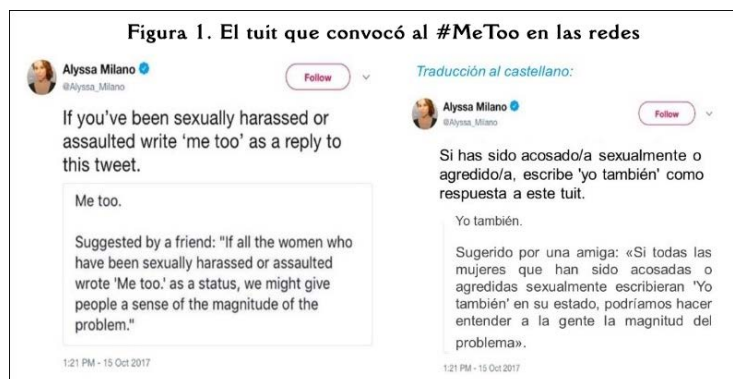 Figura 1. El tuit que convocó al #MeToo en las redes
Alyssa Milano
@Alyssa_Milano
Follow
If you’ve been sexually harassed or
assaulted write ‘me too’ as a reply to
this tweet.
Me too.
Suggested by a friend: "If all the women who
have been sexually harassed or assaulted
wrote 'Me too.' as a status, we might give
people a sense of the magnitude of the
problem."
1:21 PM - 15 Oct 2017
Traducción al castellano:
Alyssa Milano
@Alyssa_Milano
Follow
Si has sido acosado/a sexualmente o
agredido/a, escribe 'yo también' como
respuesta a este tuit.
Yo también.
Sugerido por una amiga: «Si todas las
mujeres que han sido acosadas o
agredidas sexualmente escribieran 'Yo
también' en su estado, podríamos hacer
entender a la gente la magnitud del
problema».
1:21 PM - 15 Oct 2017